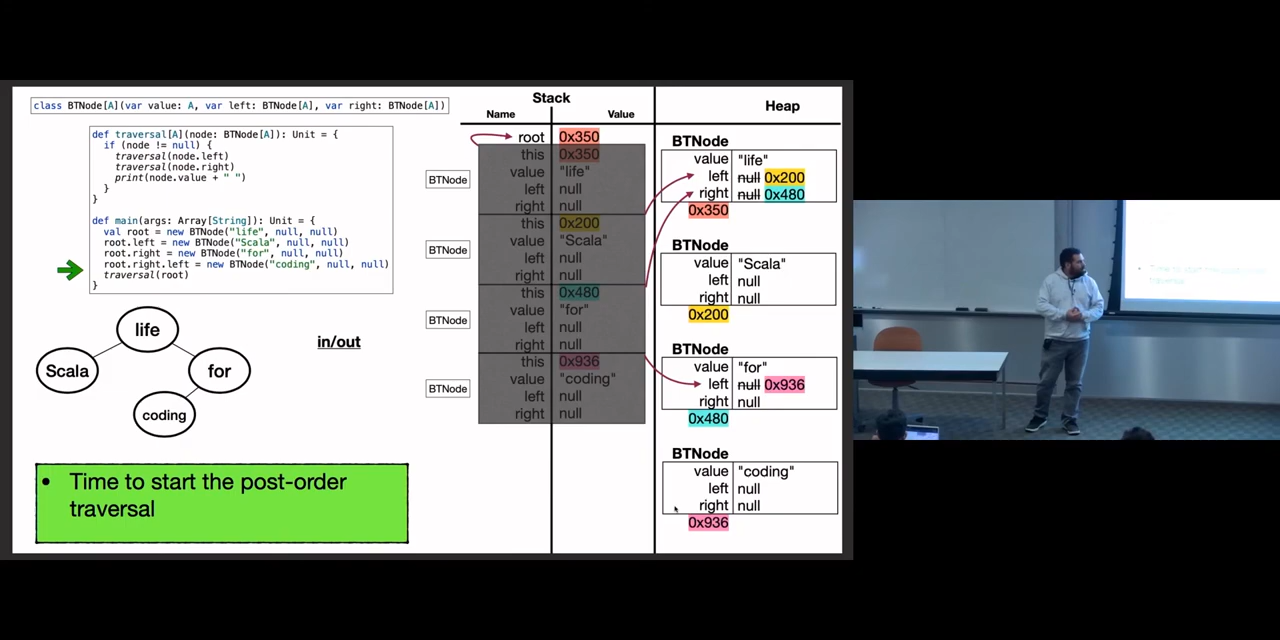 class BTNode[A](var value: A, var left: BTNode[A], var right: BTNode[A])
def traversal[A](node: BTNode[A]): Unit = {
if (node != null) {
traversal(node.left)
traversal(node.right)
print(node.value + " ")
}
}
def main(args: Array[String]): Unit = {
val root = new BTNode("life", null, null)
root.left = new BTNode("Scala", null, null)
root.right = new BTNode("for", null, null)
root.right.left = new BTNode("coding", null, null)
traversal(root)
}
life
Scala
for
coding
in/out
• Time to start the post-order
traversal
Stack
Name Value
root 0x350
BTNode
this 0x350
value "life"
left null
right null
BTNode
this 0x200
value "Scala"
left null
right null
BTNode
this 0x480
value "for"
left null
right null
BTNode
this 0x936
value "coding"
left null
right null
Heap
BTNode
value "life"
left null 0x200
right null 0x480
0x350
BTNode
value "Scala"
left null
right null
0x200
BTNode
value "for"
left null 0x936
right null
0x480
BTNode
value "coding"
left null
right null
0x936
• Time to start the post-order
traversal